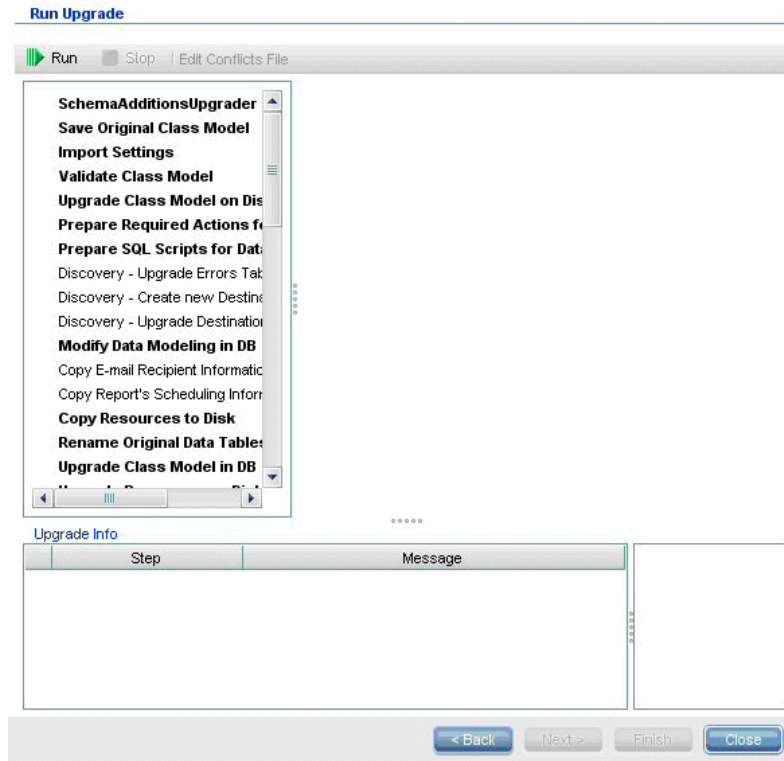 Run Upgrade
Run Stop Edit Conflicts File
SchemaAdditionsUpgrader
Save Original Class Model
Import Settings
Validate Class Model
Upgrade Class Model on Dis
Prepare Required Actions f
Prepare SQL Scripts for Dat
Discovery - Upgrade Errors Tab
Discovery - Create new Destina
Discovery - Upgrade Destination
Modify Data Modeling in DB
Copy E-mail Recipient Informatic
Copy Report's Scheduling Inforr
Copy Resources to Disk
Rename Original Data Tables
Upgrade Class Model in DB
Upgrade Info
Step Message
< Back Next > Finish Close